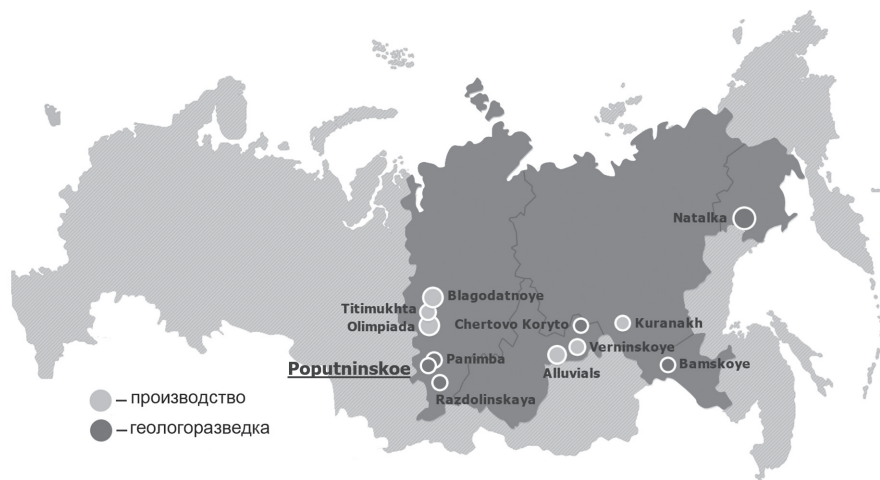 Natalka
Blagodatnoye
Titimukhta
Olimpiada
Chertovo Koryto
Kuranakh
Verninskoye
Panimba
Poputninskoe
Alluvials
Bamskoye
Razdolinskaya
– производство
– геологоразведка